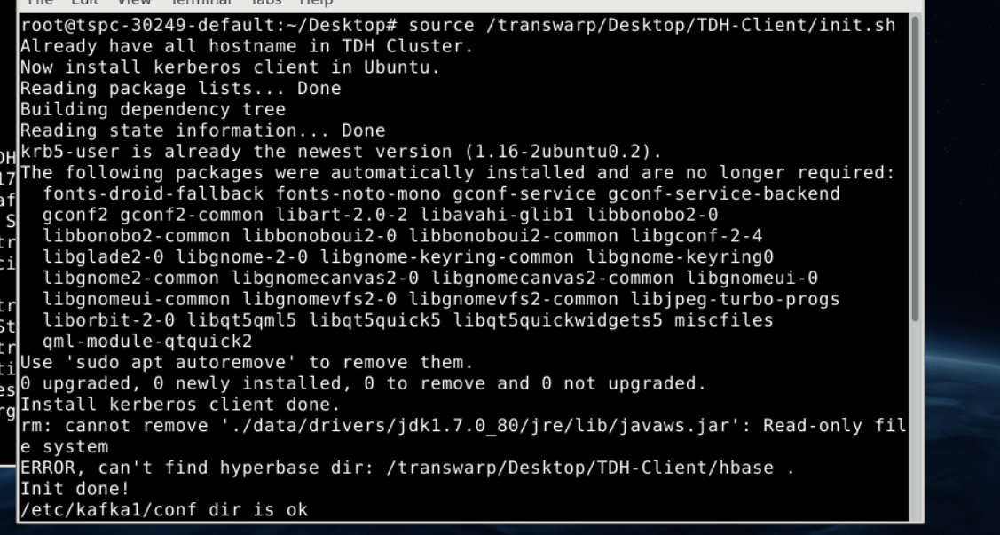 File Edit View Terminal Tabs Help
root@tspc-30249-default:~/Desktop# source /transwarp/Desktop/TDH-Client/init.sh
Already have all hostname in TDH Cluster.
Now install kerberos client in Ubuntu.
Reading package lists... Done
Building dependency tree
Reading state information... Done
krb5-user is already the newest version (1.16-2ubuntu0.2).
The following packages were automatically installed and are no longer required:
  fonts-droid-fallback fonts-noto-mono gconf-service gconf-service-backend
  gconf2 gconf2-common libart-2.0-2 libavahi-glib1 libbonobo2-0
  libbonobo2-common libbonoboui2-0 libbonoboui2-common libgconf-2-4
  libglade2-0 libgnome-2-0 libgnome-keyring-common libgnome-keyring0
  libgnome2-common libgnomecanvas2-0 libgnomecanvas2-common libgnomeui-0
  libgnomeui-common libgnomevfs2-0 libgnomevfs2-common libjpeg-turbo-progs
  liborbit-2-0 libqt5qml5 libqt5quick5 libqt5quickwidgets5 miscfiles
  qml-module-qtquick2
Use 'sudo apt autoremove' to remove them.
0 upgraded, 0 newly installed, 0 to remove and 0 not upgraded.
Install kerberos client done.
rm: cannot remove './data/drivers/jdk1.7.0_80/jre/lib/javaws.jar': Read-only fil
e system
ERROR, can't find hyperbase dir: /transwarp/Desktop/TDH-Client/hbase .
Init done!
/etc/kafka1/conf dir is ok